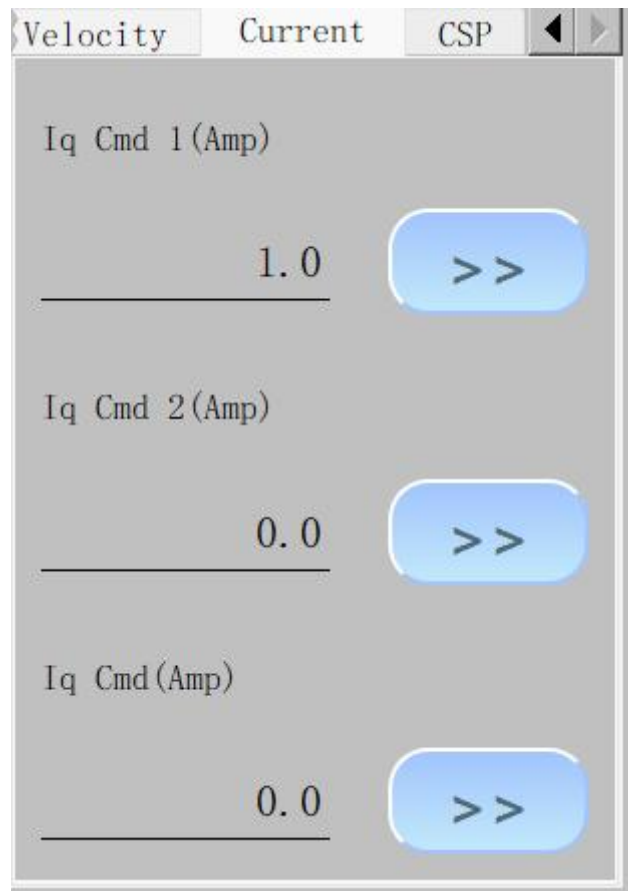 Velocity Current CSP
Iq Cmd 1(Amp)
1.0 >>
Iq Cmd 2(Amp)
0.0 >>
Iq Cmd(Amp)
0.0 >>